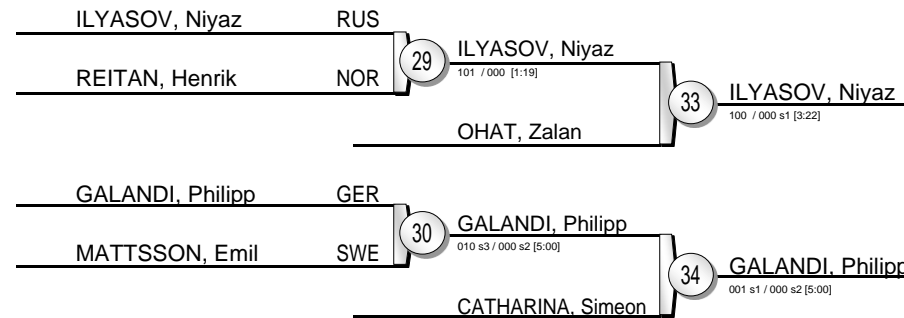 ILYASOV, Niyaz RUS
REITAN, Henrik NOR
29
ILYASOV, Niyaz
101 / 000 [1:19]
OHAT, Zalan
33
ILYASOV, Niyaz
100 / 000 s1 [3:22]
GALANDI, Philipp GER
MATTSSON, Emil SWE
30
GALANDI, Philipp
010 s3 / 000 s2 [5:00]
CATHARINA, Simeon
34
GALANDI, Philipp
001 s1 / 000 s2 [5:00]